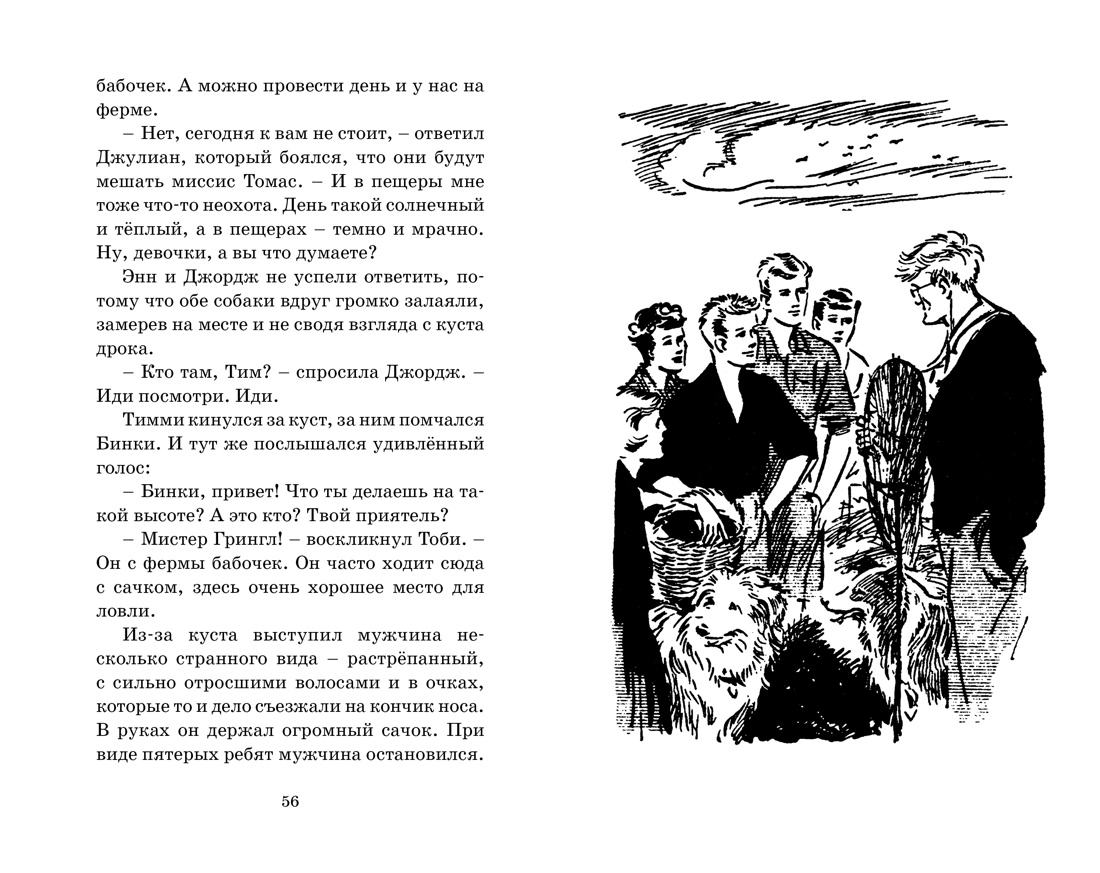 бабочек. А можно провести день и у нас на
ферме.
– Нет, сегодня к вам не стоит, – ответил
Джулиан, который боялся, что они будут
мешать миссис Томас. – И в пещеры мне
тоже что-то неохота. День такой солнечный
и тёплый, а в пещерах – темно и мрачно.
Ну, девочки, а вы что думаете?
Энн и Джордж не успели ответить, по-
тому что обе собаки вдруг громко залаяли,
замерев на месте и не сводя взгляда с куста
дрока.
– Кто там, Тим? – спросила Джордж. –
Иди посмотри. Иди.
Тимми кинулся за куст, за ним помчался
Бинки. И тут же послышался удивлённый
голос:
– Бинки, привет! Что ты делаешь на та-
кой высоте? А это кто? Твой приятель?
– Мистер Грингл! – воскликнул Тоби. –
Он с фермы бабочек. Он часто ходит сюда
с сачком, здесь очень хорошее место для
ловли.
Из-за куста выступил мужчина не-
сколько странного вида – растрёпанный,
с сильно отросшими волосами и в очках,
которые то и дело съезжали на кончик носа.
В руках он держал огромный сачок. При
виде пятерых ребят мужчина остановился.
56